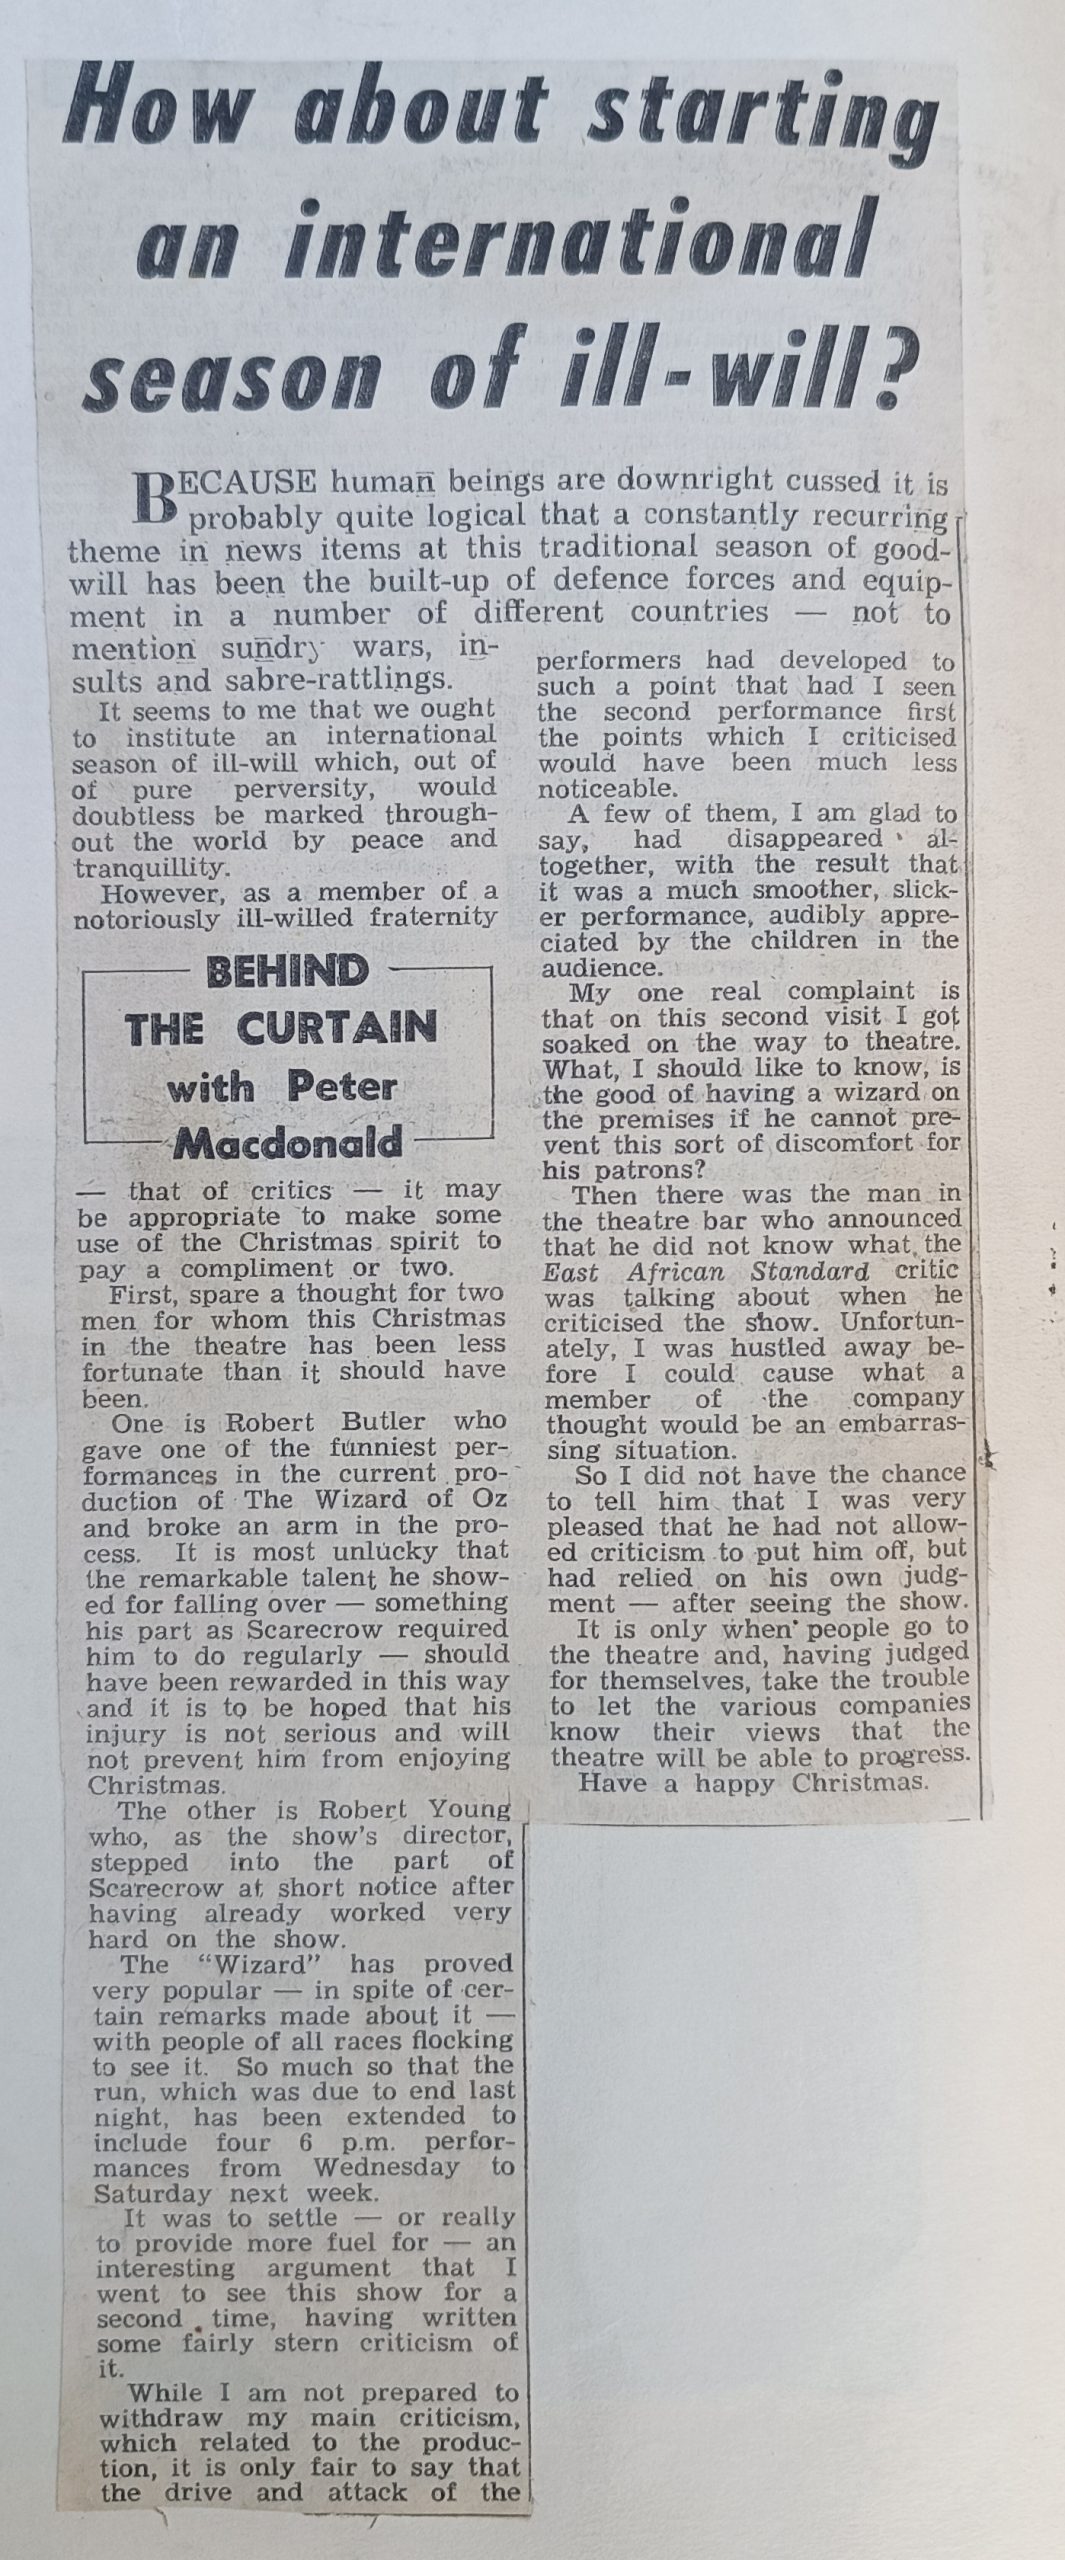 How about starting
an international
season of ill-will?
BECAUSE human beings are downright cussed it is
probably quite logical that a constantly recurring
theme in news items at this traditional season of good-
will has been the built-up of defence forces and equip-
ment in a number of different countries — not to
mention sundry wars, in-
sults and sabre-rattlings.
It seems to me that we ought
to institute an international
season of ill-will which, out of
of pure perversity, would
doubtless be marked through-
out the world by peace and
tranquillity.
However, as a member of a
notoriously ill-willed fraternity
BEHIND
THE CURTAIN
with Peter
Macdonald
— that of critics — it may
be appropriate to make some
use of the Christmas spirit to
pay a compliment or two.
First, spare a thought for two
men for whom this Christmas
in the theatre has been less
fortunate than it should have
been.
One is Robert Butler who
gave one of the funniest per-
formances in the current pro-
duction of The Wizard of Oz
and broke an arm in the pro-
cess. It is most unlucky that
the remarkable talent he show-
ed for falling over — something
his part as Scarecrow required
him to do regularly — should
have been rewarded in this way
and it is to be hoped that his
injury is not serious and will
not prevent him from enjoying
Christmas.
The other is Robert Young
who, as the show's director,
stepped into the part of
Scarecrow at short notice after
having already worked very
hard on the show.
The "Wizard" has proved
very popular — in spite of cer-
tain remarks made about it —
with people of all races flocking
to see it. So much so that the
run, which was due to end last
night, has been extended to
include four 6 p.m. perfor-
mances from Wednesday to
Saturday next week.
It was to settle — or really
to provide more fuel for — an
interesting argument that I
went to see this show for a
second time, having written
some fairly stern criticism of
it.
While I am not prepared to
withdraw my main criticism,
which related to the produc-
tion, it is only fair to say that
the drive and attack of the
performers had developed to
such a point that had I seen
the second performance first
the points which I criticised
would have been much less
noticeable.
A few of them, I am glad to
say, had disappeared al-
together, with the result that
it was a much smoother, slick-
er performance, audibly appre-
ciated by the children in the
audience.
My one real complaint is
that on this second visit I got
soaked on the way to theatre.
What, I should like to know, is
the good of having a wizard on
the premises if he cannot pre-
vent this sort of discomfort for
his patrons?
Then there was the man in
the theatre bar who announced
that he did not know what the
East African Standard critic
was talking about when he
criticised the show. Unfortun-
ately, I was hustled away be-
fore I could cause what a
member of the company
thought would be an embarras-
sing situation.
So I did not have the chance
to tell him that I was very
pleased that he had not allow-
ed criticism to put him off, but
had relied on his own judg-
ment — after seeing the show.
It is only when people go to
the theatre and, having judged
for themselves, take the trouble
to let the various companies
know their views that the
theatre will be able to progress.
Have a happy Christmas.